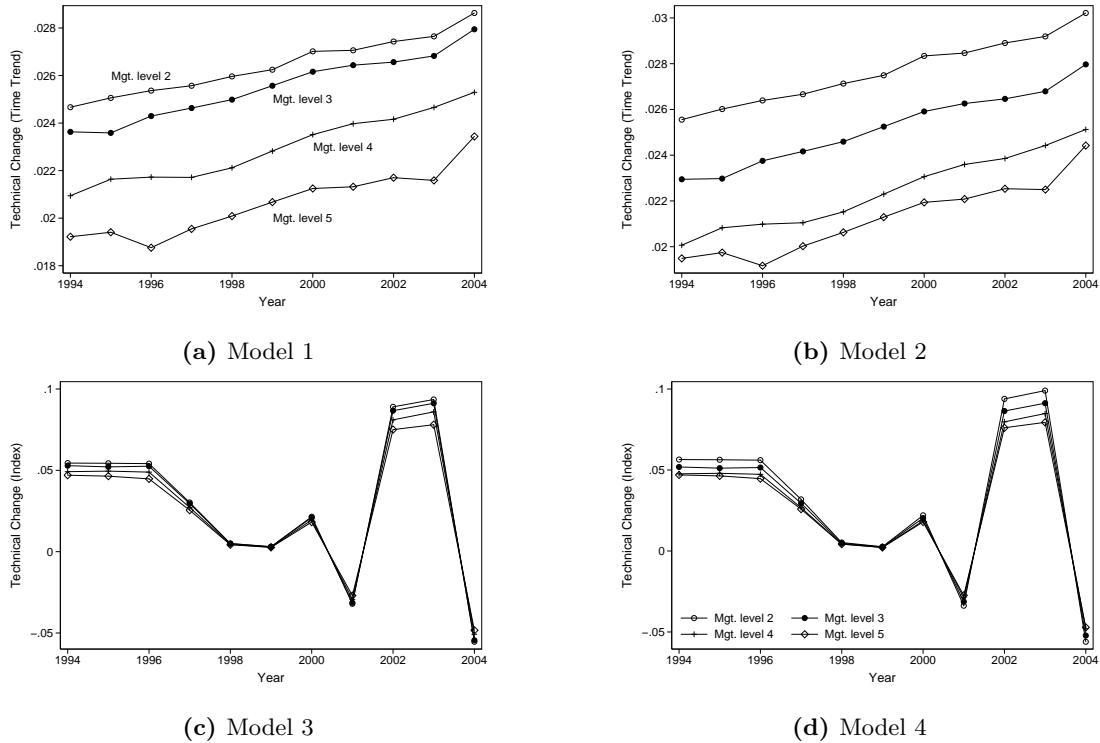 .028
.026
.024
.022
.02
.018
Technical Change (Time Trend)
Mgt. level 2
Mgt. level 3
Mgt. level 4
Mgt. level 5
1994 1996 1998 2000 2002 2004
Year
(a) Model 1
.03
.028
.026
.024
.022
.02
Technical Change (Time Trend)
1994 1996 1998 2000 2002 2004
Year
(b) Model 2
.1
.05
0
−.05
Technical Change (Index)
1994 1996 1998 2000 2002 2004
Year
(c) Model 3
.1
.05
0
−.05
Technical Change (Index)
Mgt. level 2 Mgt. level 3
Mgt. level 4 Mgt. level 5
1994 1996 1998 2000 2002 2004
Year
(d) Model 4